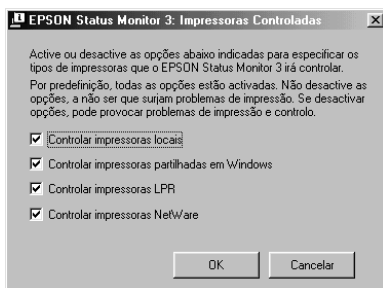 EPSON Status Monitor 3: Impressoras Controladas
Active ou desactive as opções abaixo indicadas para especificar os
tipos de impressoras que o EPSON Status Monitor 3 irá controlar.
Por predefinição, todas as opções estão activadas. Não desactive as
opções, a não ser que surjam problemas de impressão. Se desactivar
opções, pode provocar problemas de impressão e controlo.
Controlar impressoras locais
Controlar impressoras partilhadas em Windows
Controlar impressoras LPR
Controlar impressoras NetWare
OK Cancelar